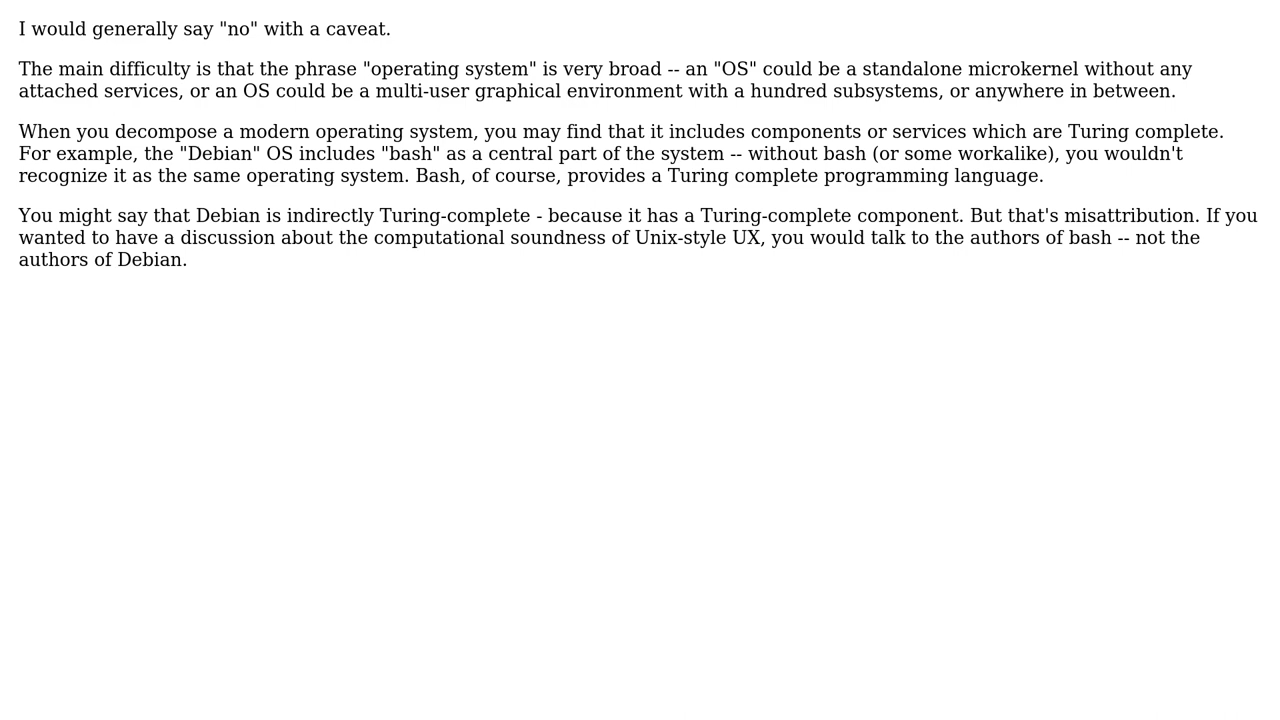 I would generally say "no" with a caveat.
The main difficulty is that the phrase "operating system" is very broad -- an "OS" could be a standalone microkernel without any
attached services, or an OS could be a multi-user graphical environment with a hundred subsystems, or anywhere in between.
When you decompose a modern operating system, you may find that it includes components or services which are Turing complete.
For example, the "Debian" OS includes "bash" as a central part of the system -- without bash (or some workalike), you wouldn't
recognize it as the same operating system. Bash, of course, provides a Turing complete programming language.
You might say that Debian is indirectly Turing-complete - because it has a Turing-complete component. But that's misattribution. If you
wanted to have a discussion about the computational soundness of Unix-style UX, you would talk to the authors of bash -- not the
authors of Debian.